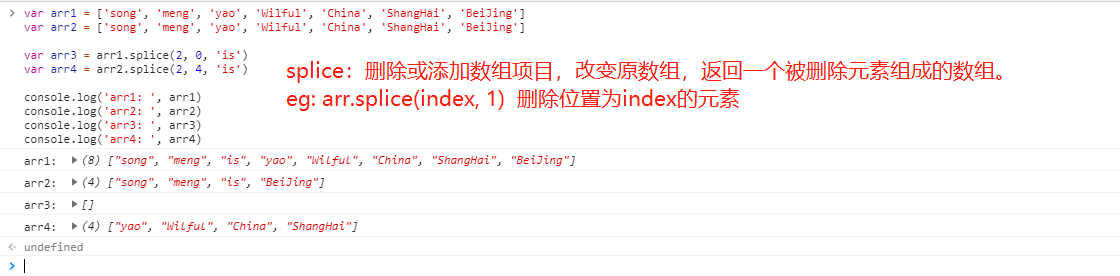 var arr1 = ['song', 'meng', 'yao', 'Wilful', 'China', 'ShangHai', 'BeiJing']
var arr2 = ['song', 'meng', 'yao', 'Wilful', 'China', 'ShangHai', 'BeiJing']
var arr3 = arr1.splice(2, 0, 'is')
var arr4 = arr2.splice(2, 4, 'is')
splice：删除或添加数组项目，改变原数组，返回一个被删除元素组成的数组。
eg: arr.splice(index, 1) 删除位置为index的元素
console.log('arr1: ', arr1)
console.log('arr2: ', arr2)
console.log('arr3: ', arr3)
console.log('arr4: ', arr4)
arr1: ▶ (8) ["song", "meng", "is", "yao", "Wilful", "China", "ShangHai", "BeiJing"]
arr2: ▶ (4) ["song", "meng", "is", "BeiJing"]
arr3: ▶ []
arr4: ▶ (4) ["yao", "Wilful", "China", "ShangHai"]
undefined